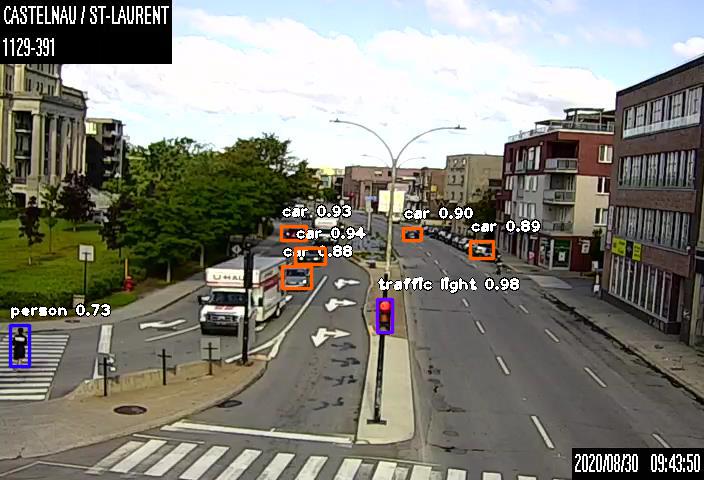 CASTELNAU / ST-LAURENT
1129-391
car 0.93
car 0.90
car 0.94
car 0.89
car 0.88
U-HAUL
traffic light 0.98
person 0.73
2020/08/30 09:43:50